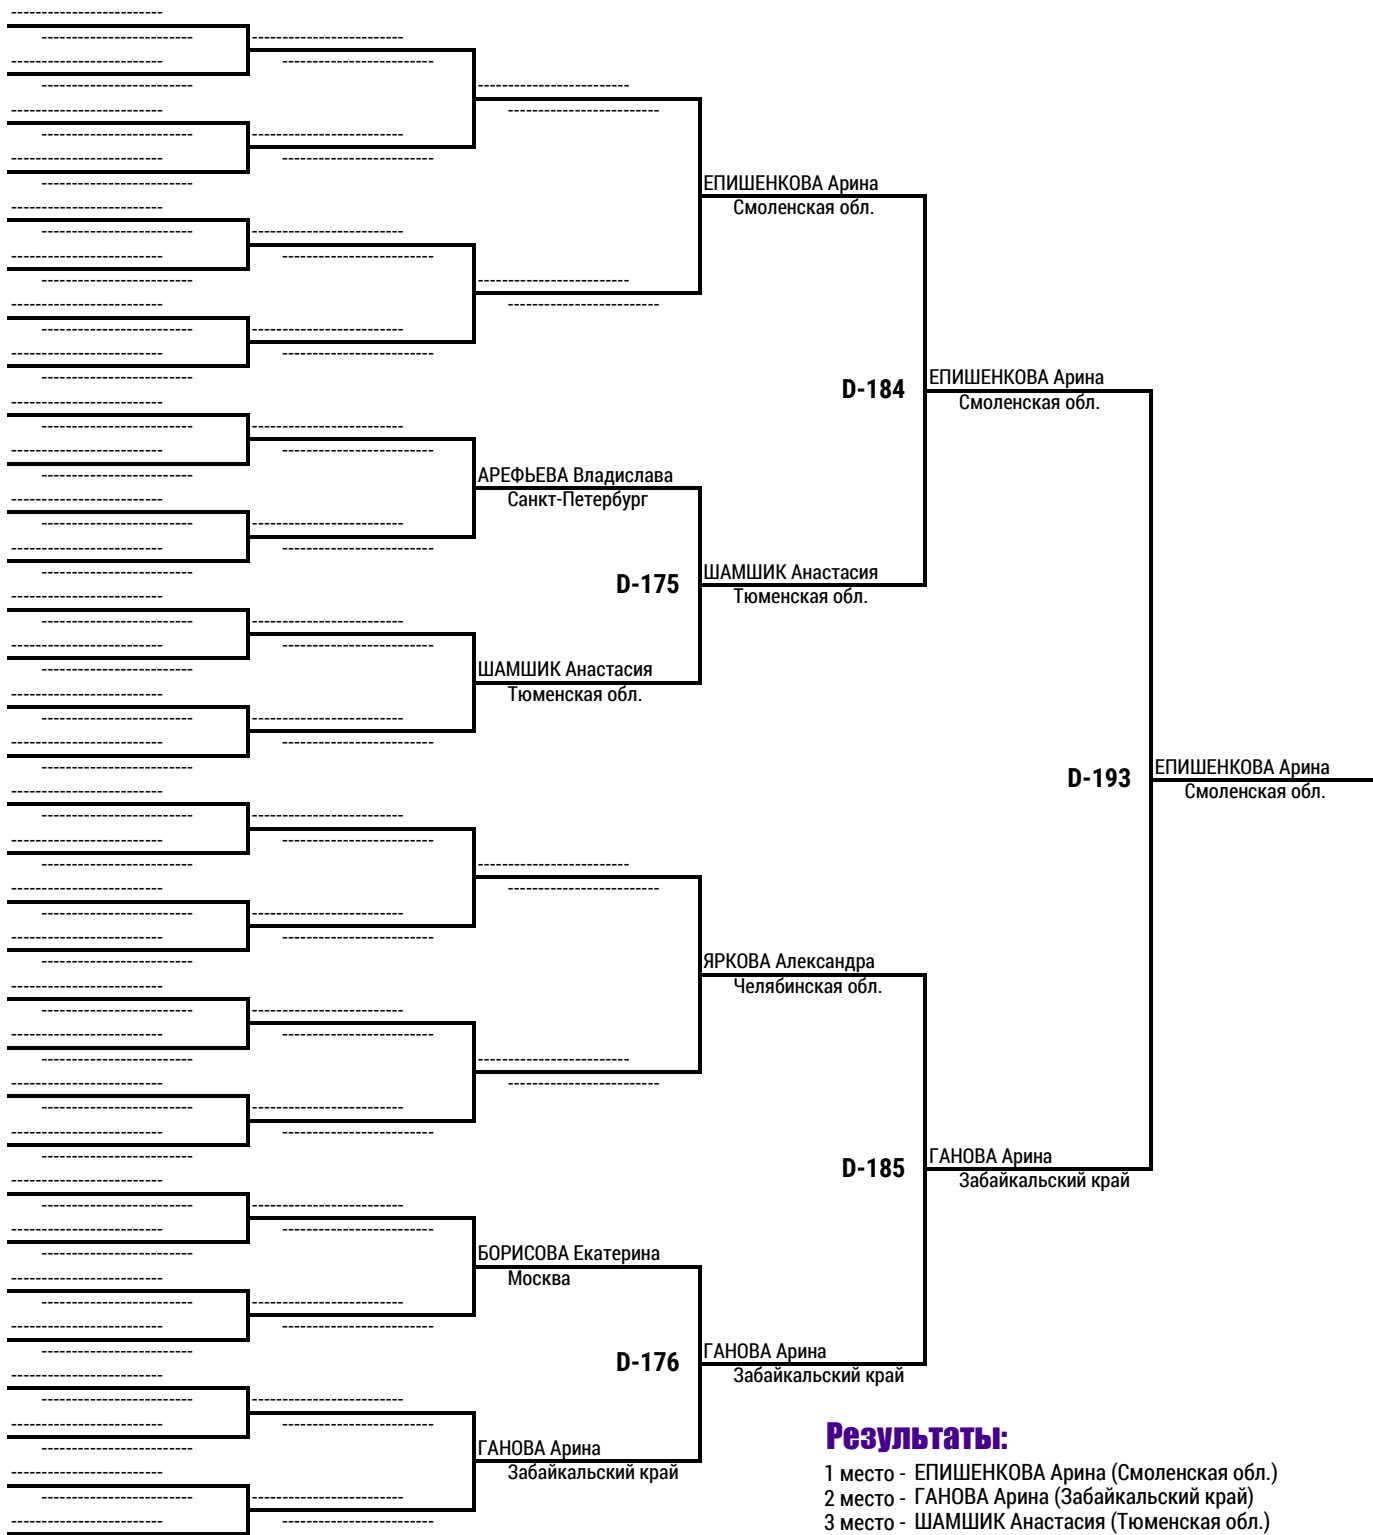 ЕПИШЕНКОВА Арина
Смоленская обл.
D-184
ЕПИШЕНКОВА Арина
Смоленская обл.
АРЕФЬЕВА Владислава
Санкт-Петербург
D-175
ШАМШИК Анастасия
Тюменская обл.
ШАМШИК Анастасия
Тюменская обл.
D-193
ЕПИШЕНКОВА Арина
Смоленская обл.
ЯРКОВА Александра
Челябинская обл.
D-185
ГАНОВА Арина
Забайкальский край
БОРИСОВА Екатерина
Москва
D-176
ГАНОВА Арина
Забайкальский край
ГАНОВА Арина
Забайкальский край
Результаты:
1 место - ЕПИШЕНКОВА Арина (Смоленская обл.)
2 место - ГАНОВА Арина (Забайкальский край)
3 место - ШАМШИК Анастасия (Тюменская обл.)